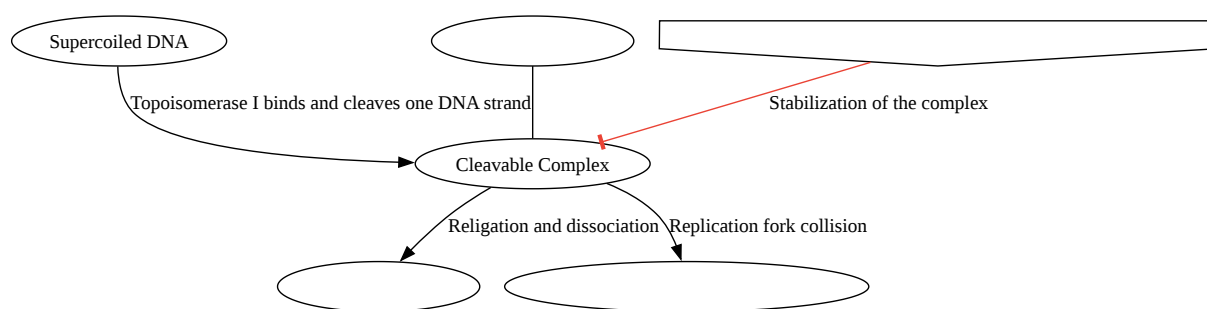 Supercoiled DNA
Topoisomerase I binds and cleaves one DNA strand
Stabilization of the complex
Cleavable Complex
Religation and dissociation
Replication fork collision